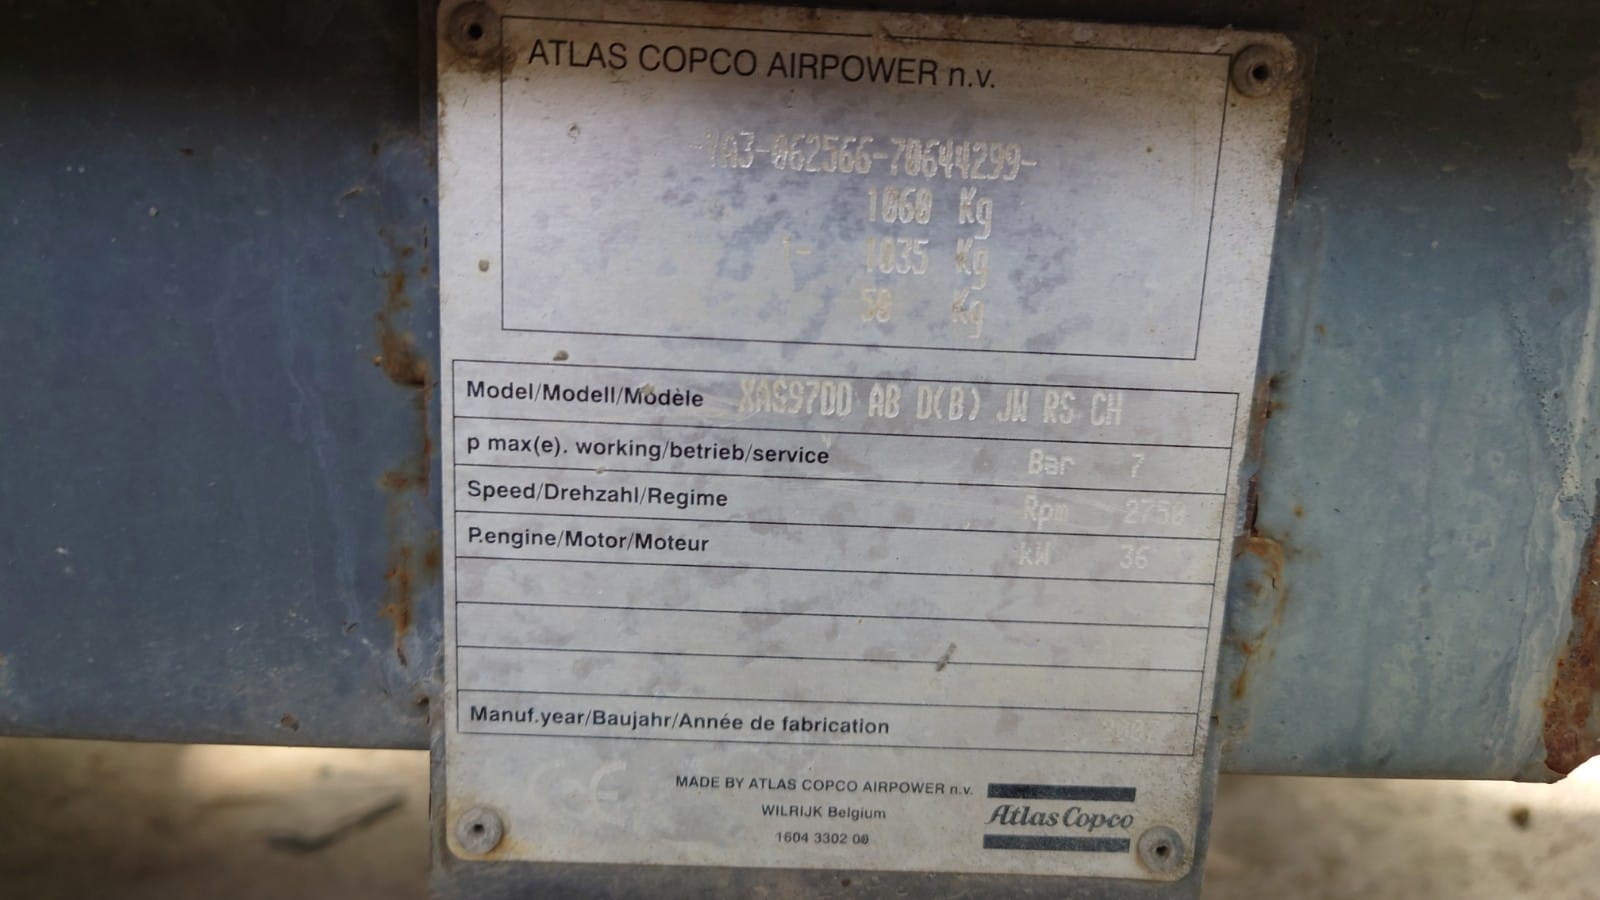 ATLAS COPCO AIRPOWER n.v.
-YA3-062566-70644299-
1060 Kg
1- 1035 Kg
50 Kg
Model/Modell/Modèle XAS97DD AB D(B) JW RS CH
p max(e). working/betrieb/service Bar 7
Speed/Drehzahl/Regime Rpm 2750
P.engine/Motor/Moteur kW 36
Manuf.year/Baujahr/Année de fabrication
CE
MADE BY ATLAS COPCO AIRPOWER n.v.
WILRIJK Belgium
1604 3302 00
Atlas Copco